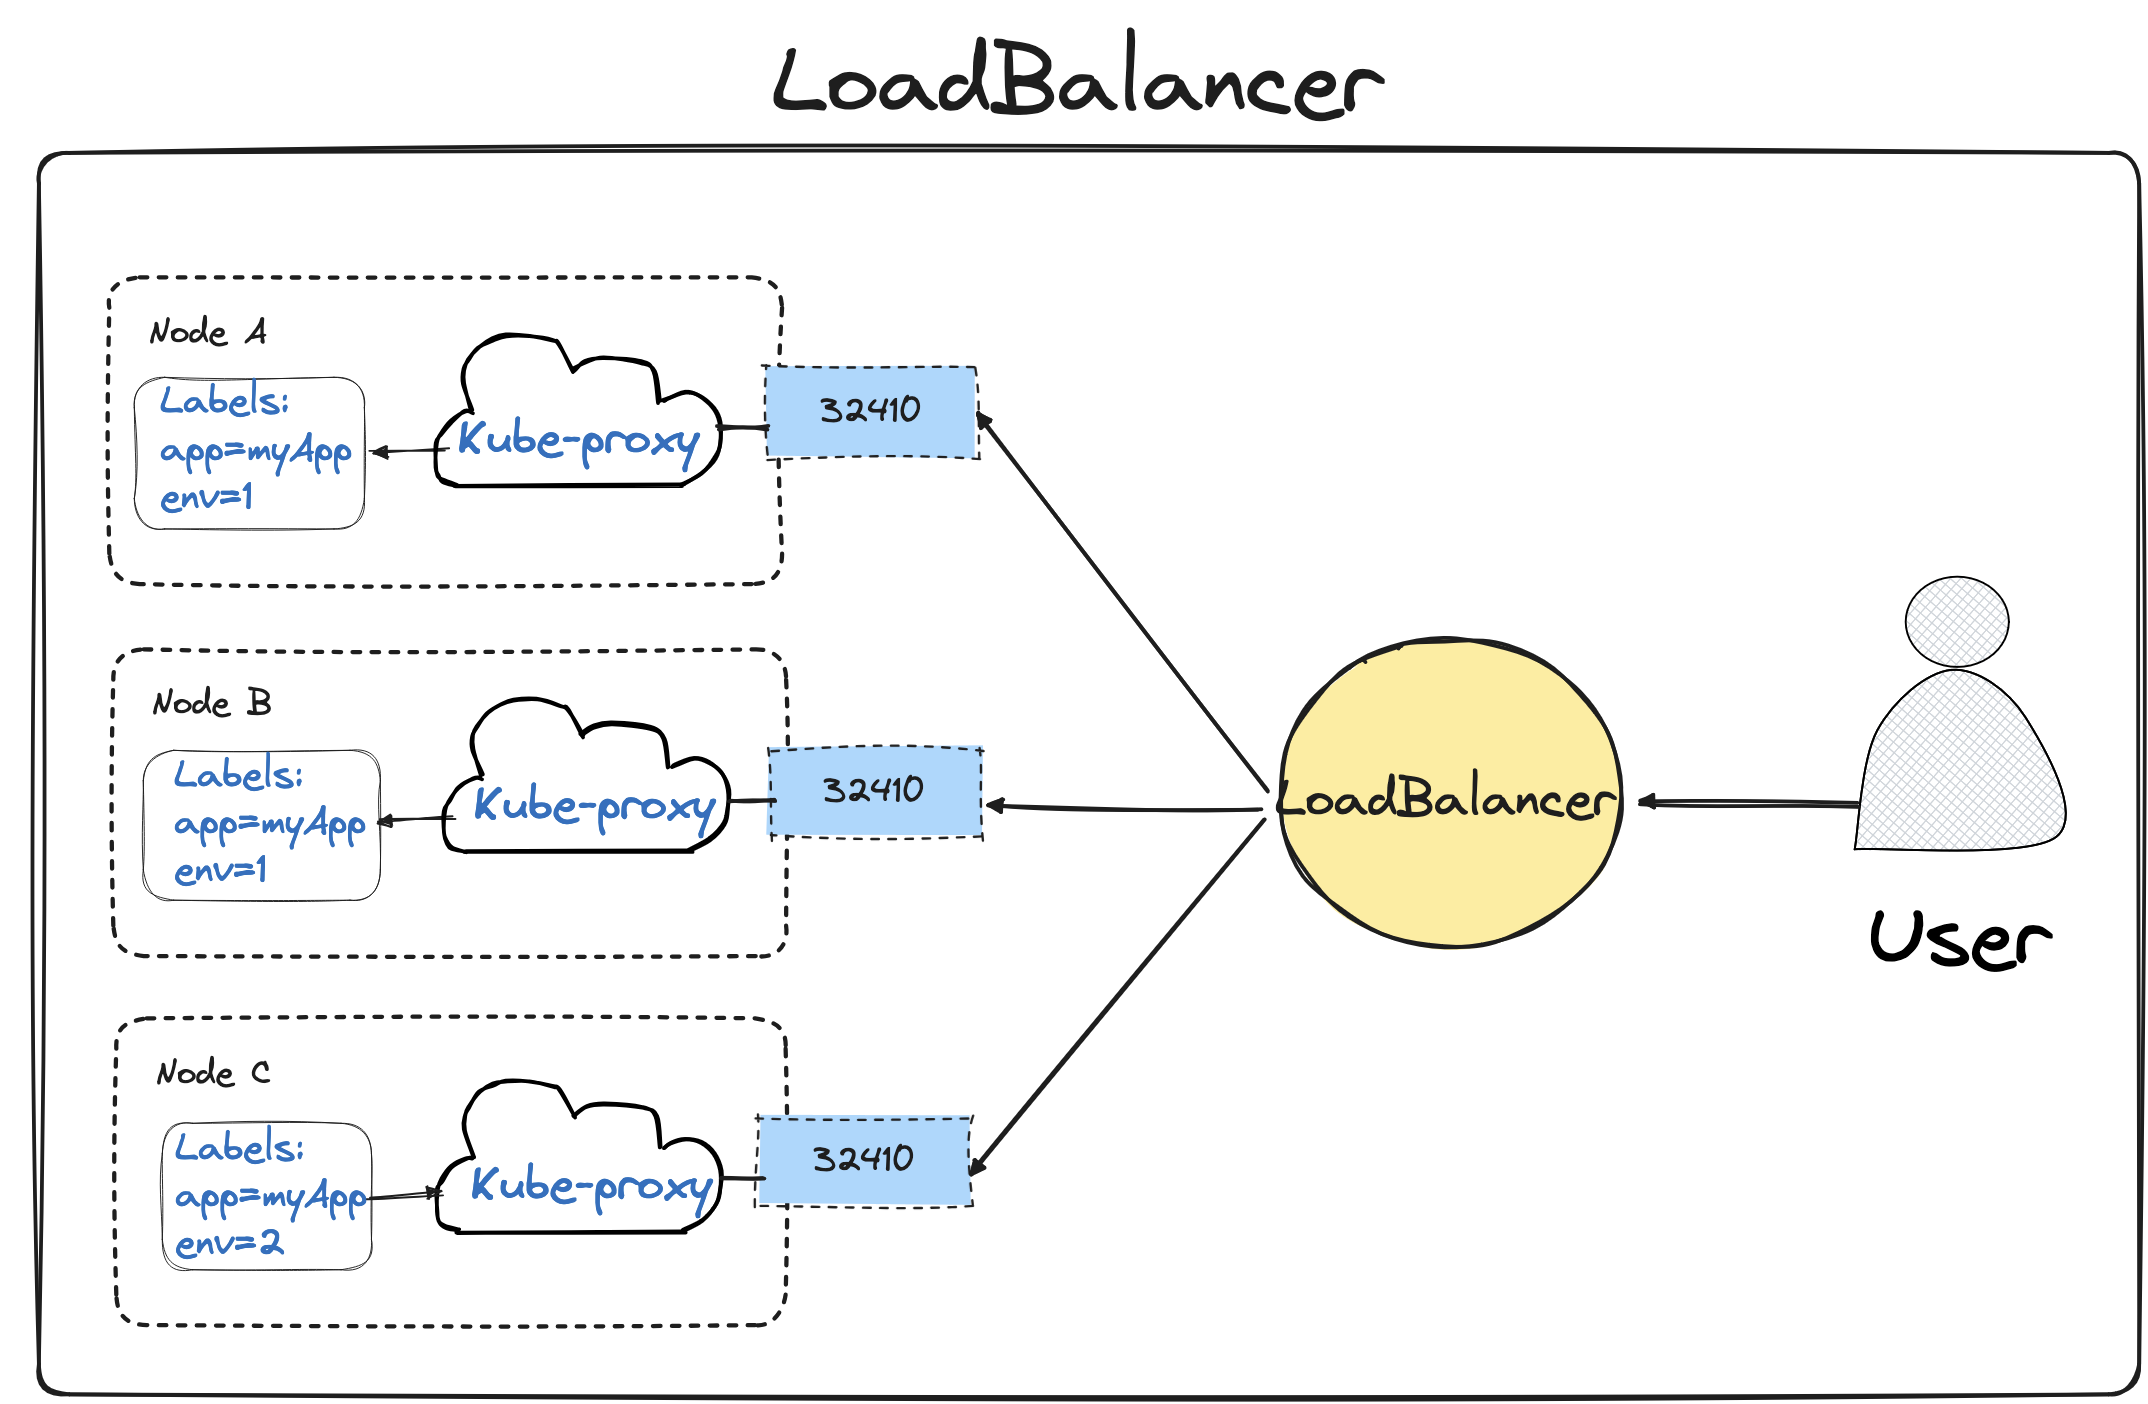 LoadBalancer
Node A
Labels:
app=myApp
env=1
Kube-proxy
32410
Node B
Labels:
app=myApp
env=1
Kube-proxy
32410
Node C
Labels:
app=myApp
env=2
Kube-proxy
32410
LoadBalancer
User